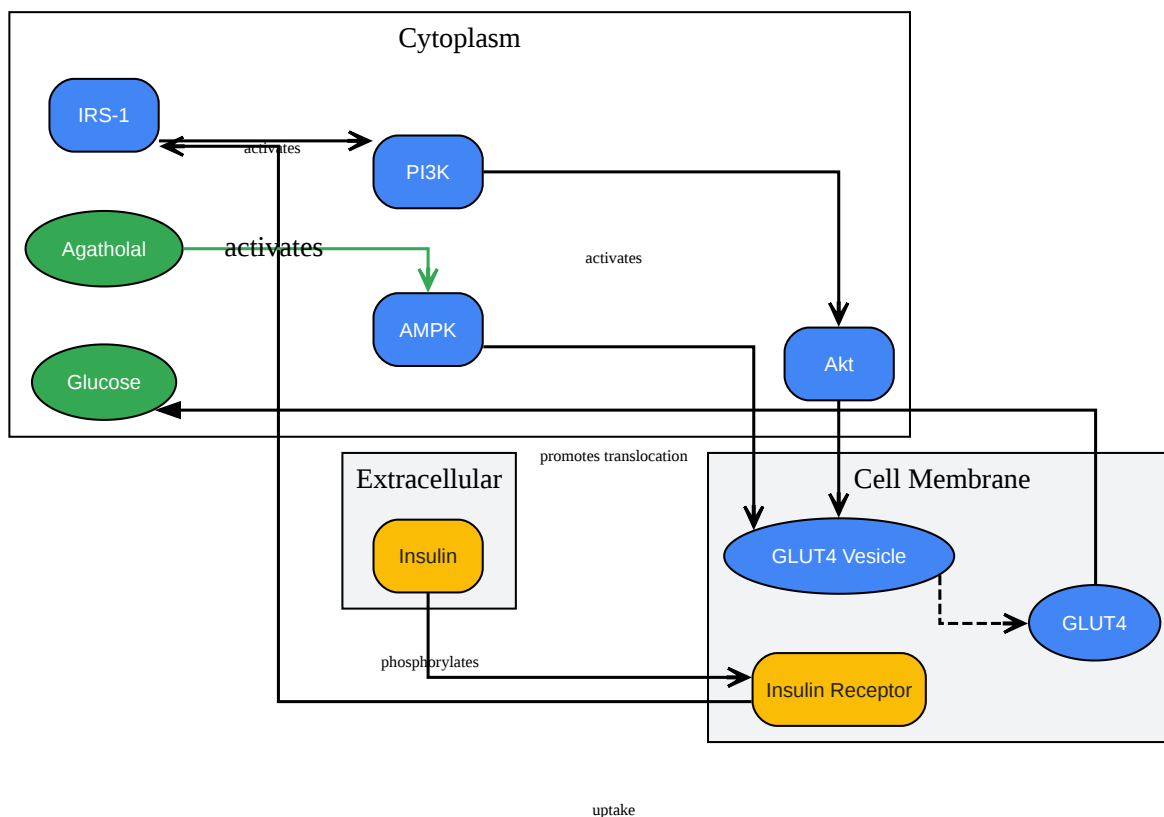 Cytoplasm
IRS-1
activates
PI3K
Agatholal
activates
activates
AMPK
Akt
Glucose
promotes translocation
Extracellular
Cell Membrane
Insulin
GLUT4 Vesicle
GLUT4
phosphorylates
Insulin Receptor
uptake